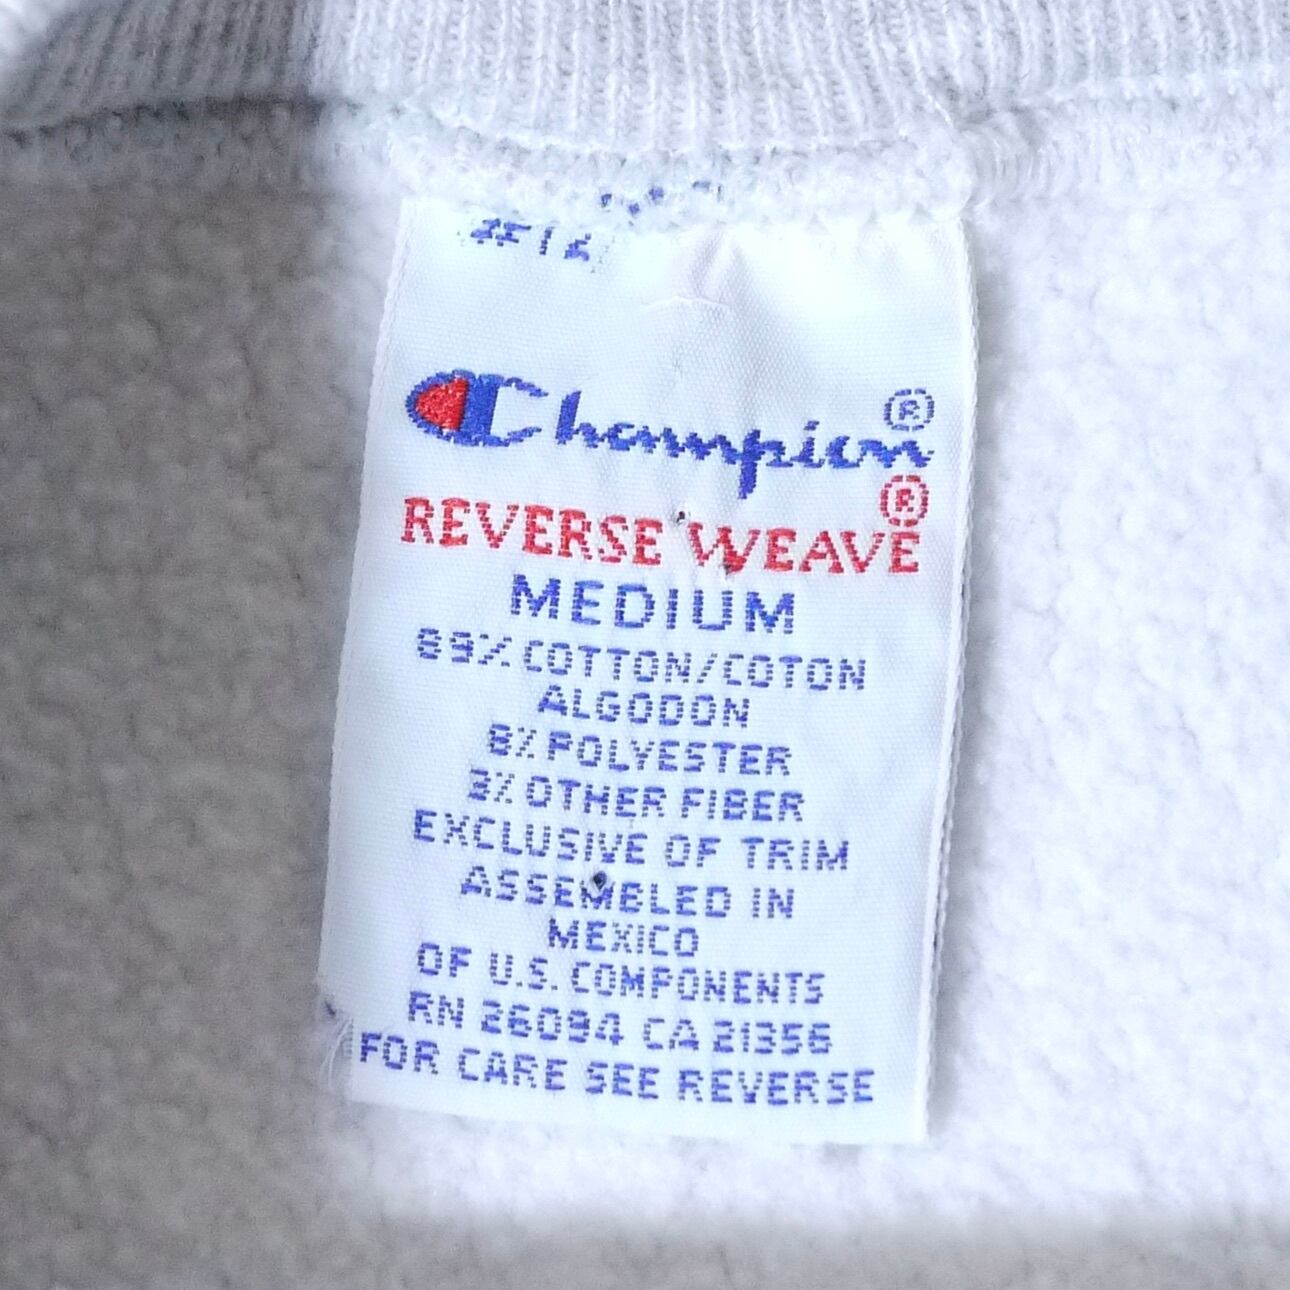 Champion®
REVERSE WEAVE®
MEDIUM
89% COTTON/COTON
ALGODON
8% POLYESTER
3% OTHER FIBER
EXCLUSIVE OF TRIM
ASSEMBLED IN
MEXICO
OF U.S. COMPONENTS
RN 26094 CA 21356
FOR CARE SEE REVERSE